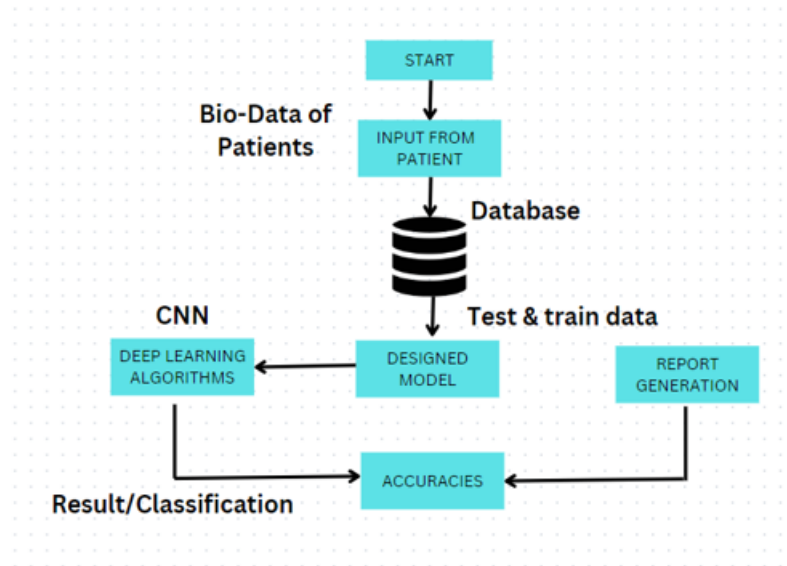 START
Bio-Data of
Patients
INPUT FROM
PATIENT
Database
CNN
Test & train data
DEEP LEARNING
ALGORITHMS
DESIGNED
MODEL
REPORT
GENERATION
ACCURACIES
Result/Classification